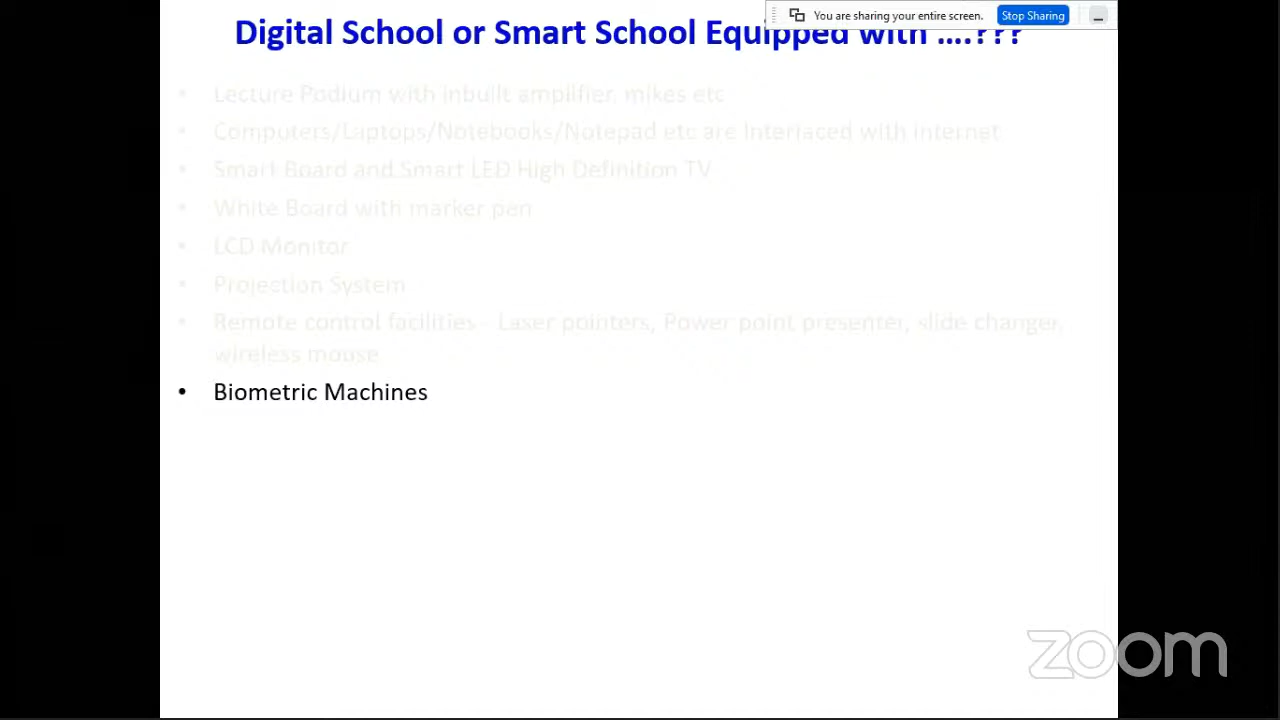 You are sharing your entire screen. Stop Sharing
Digital School or Smart School Equipped with ....???
• Lecture Podium with inbuilt amplifier, mikes etc
• Computers/Laptops/Notebooks/Notepad etc are Interfaced with internet
• Smart Board and Smart LED High Definition TV
• White Board with marker pen
• LCD Monitor
• Projection System
• Remote control facilities - Laser pointers, Power point presenter, slide changer,
wireless mouse
• Biometric Machines
zoom